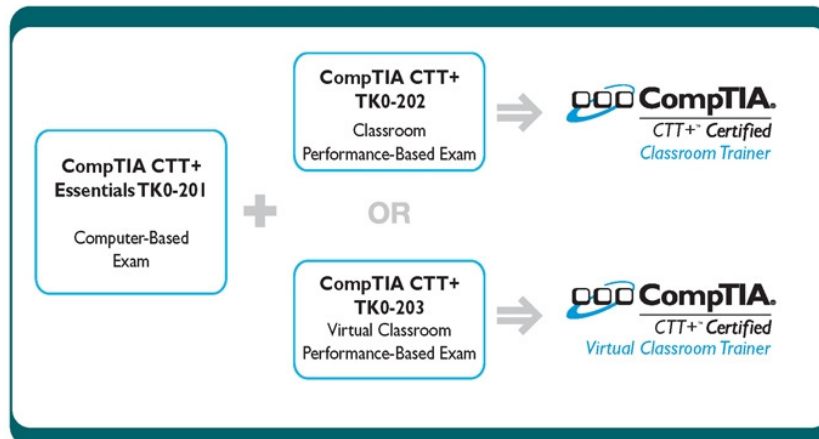 CompTIA CTT+
Essentials TK0-201
Computer-Based
Exam
+
CompTIA CTT+
TK0-202
Classroom
Performance-Based Exam
OR
CompTIA CTT+
TK0-203
Virtual Classroom
Performance-Based Exam
CompTIA.
CTT+™ Certified
Classroom Trainer
CompTIA.
CTT+™ Certified
Virtual Classroom Trainer